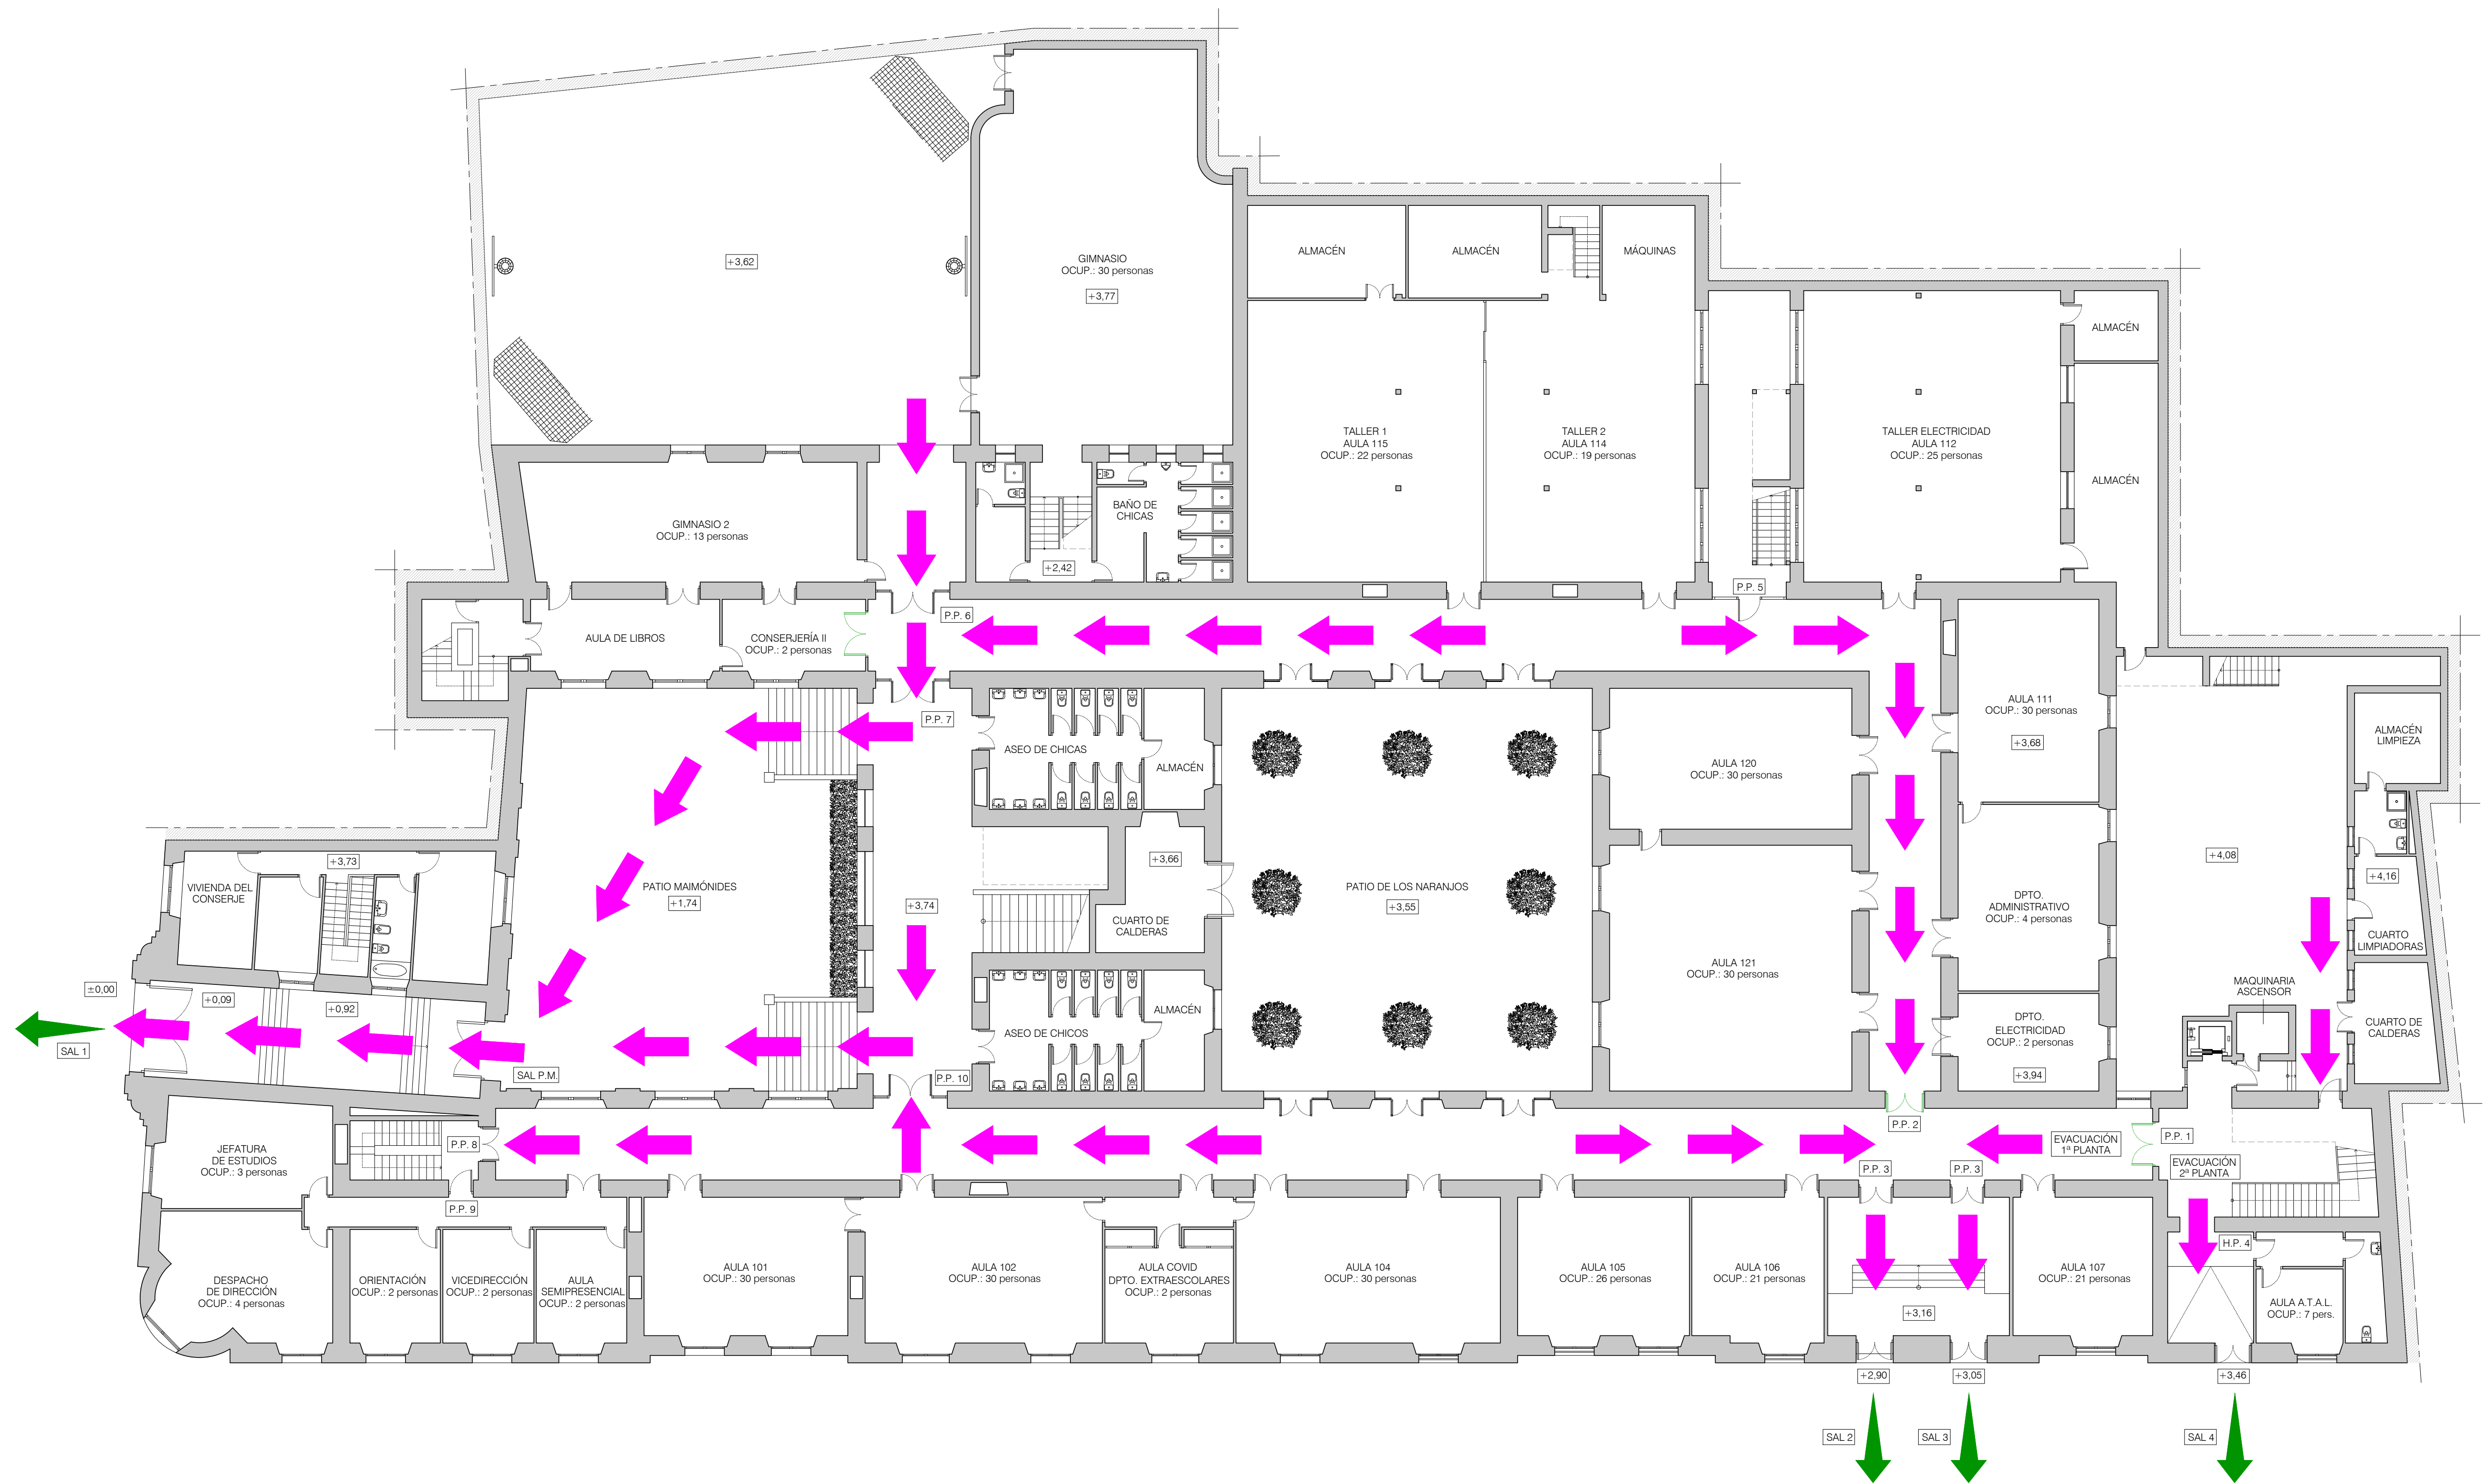 +3,62
GIMNASIO
OCUP.: 30 personas
+3,77
ALMACÉN
ALMACÉN
MÁQUINAS
ALMACÉN
TALLER 1
AULA 115
OCUP.: 22 personas
TALLER 2
AULA 114
OCUP.: 19 personas
TALLER ELECTRICIDAD
AULA 112
OCUP.: 25 personas
ALMACÉN
GIMNASIO 2
OCUP.: 13 personas
BAÑO DE
CHICAS
+2,42
P.P. 5
P.P. 6
AULA DE LIBROS
CONSERJERÍA II
OCUP.: 2 personas
P.P. 7
ASEO DE CHICAS
ALMACÉN
AULA 120
OCUP.: 30 personas
AULA 111
OCUP.: 30 personas
+3,68
ALMACÉN
LIMPIEZA
+3,73
VIVIENDA DEL
CONSERJE
PATIO MAIMÓNIDES
+1,74
+3,74
+3,66
CUARTO DE
CALDERAS
PATIO DE LOS NARANJOS
+3,55
AULA 121
OCUP.: 30 personas
DPTO.
ADMINISTRATIVO
OCUP.: 4 personas
+4,08
+4,16
CUARTO
LIMPIADORAS
MAQUINARIA
ASCENSOR
CUARTO DE
CALDERAS
±0,00
+0,09
+0,92
SAL 1
SAL P.M.
ASEO DE CHICOS
ALMACÉN
P.P. 10
DPTO.
ELECTRICIDAD
OCUP.: 2 personas
+3,94
P.P. 2
P.P. 8
JEFATURA
DE ESTUDIOS
OCUP.: 3 personas
P.P. 9
P.P. 3
P.P. 3
EVACUACIÓN
1ª PLANTA
P.P. 1
EVACUACIÓN
2ª PLANTA
H.P. 4
DESPACHO
DE DIRECCIÓN
OCUP.: 4 personas
ORIENTACIÓN
OCUP.: 2 personas
VICEDIRECCIÓN
OCUP.: 2 personas
AULA
SEMIPRESENCIAL
OCUP.: 2 personas
AULA 101
OCUP.: 30 personas
AULA 102
OCUP.: 30 personas
AULA COVID
DPTO. EXTRAESCOLARES
OCUP.: 2 personas
AULA 104
OCUP.: 30 personas
AULA 105
OCUP.: 26 personas
AULA 106
OCUP.: 21 personas
+3,16
AULA 107
OCUP.: 21 personas
AULA A.T.A.L.
OCUP.: 7 pers.
+2,90
+3,05
+3,46
SAL 2
SAL 3
SAL 4